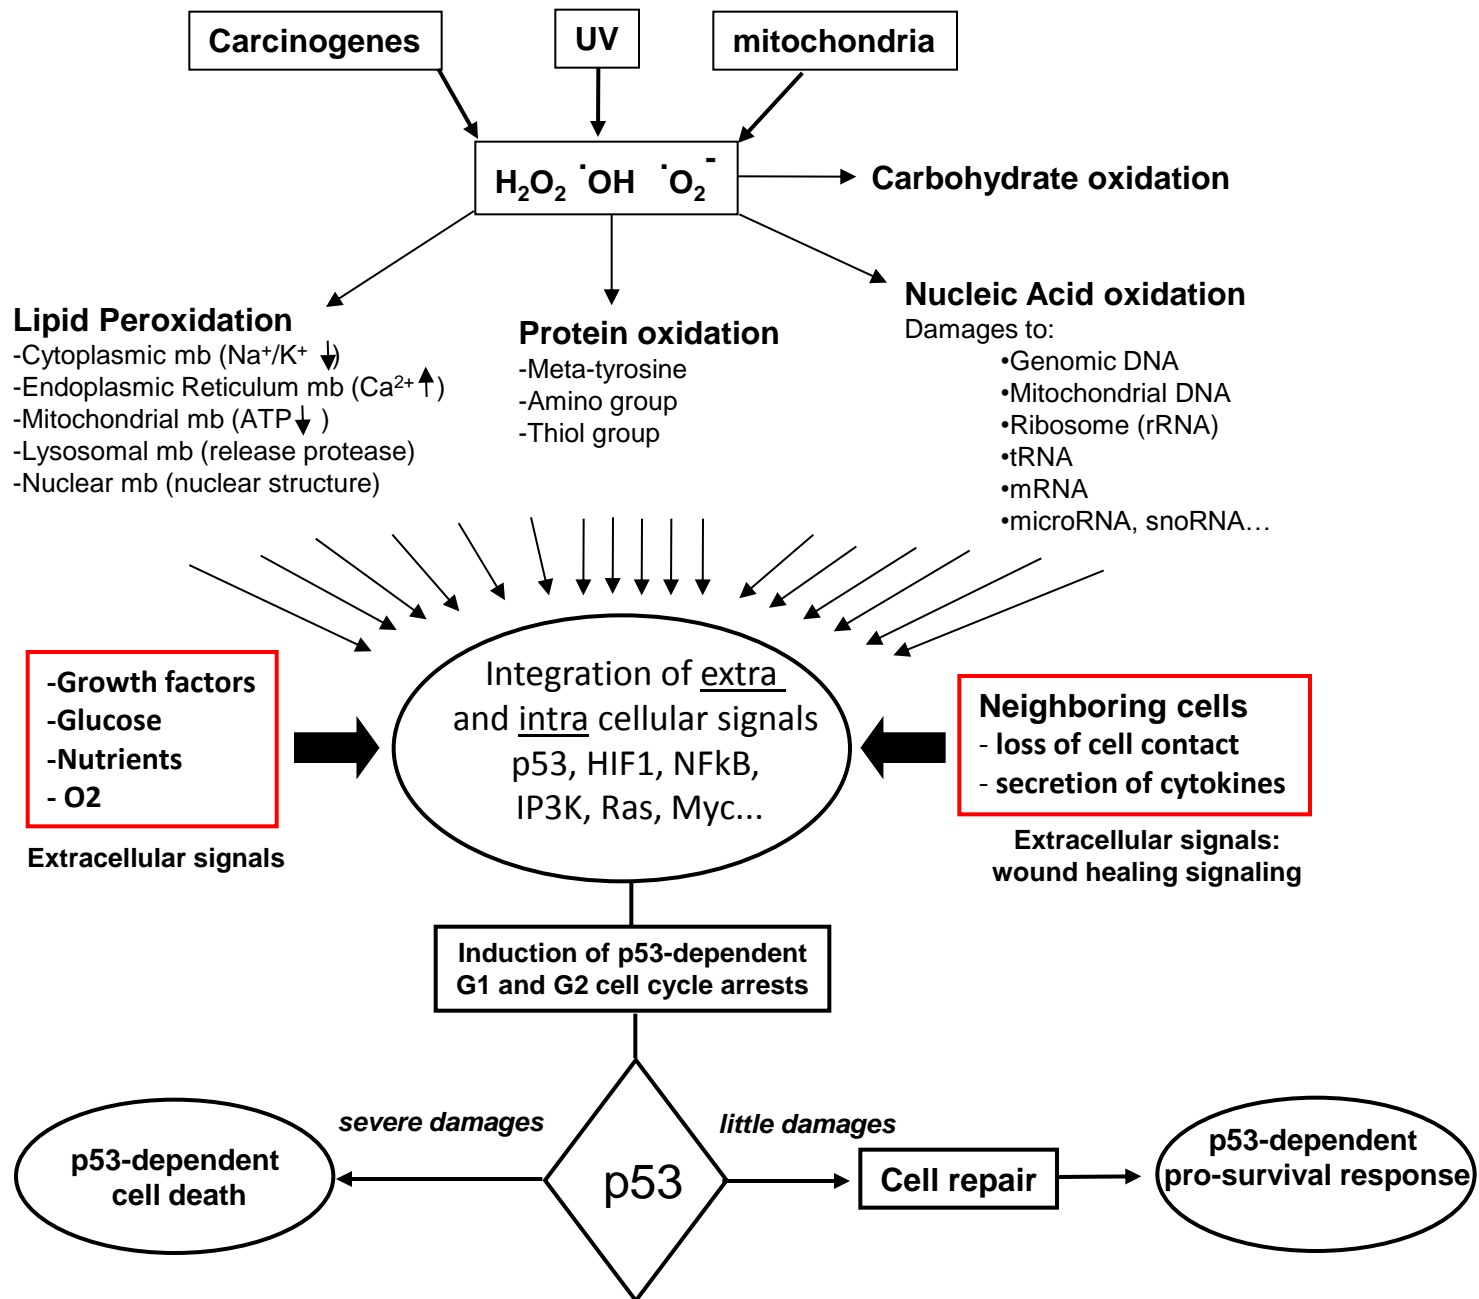 Carcinogenes
UV
mitochondria
H₂O₂ ˙OH ˙O₂⁻
Carbohydrate oxidation
Lipid Peroxidation
-Cytoplasmic mb (Na⁺/K⁺ ↓)
-Endoplasmic Reticulum mb (Ca²⁺ ↑)
-Mitochondrial mb (ATP ↓ )
-Lysosomal mb (release protease)
-Nuclear mb (nuclear structure)
Protein oxidation
-Meta-tyrosine
-Amino group
-Thiol group
Nucleic Acid oxidation
Damages to:
•Genomic DNA
•Mitochondrial DNA
•Ribosome (rRNA)
•tRNA
•mRNA
•microRNA, snoRNA…
-Growth factors
-Glucose
-Nutrients
- O2
Extracellular signals
Integration of extra
and intra cellular signals
p53, HIF1, NFkB,
IP3K, Ras, Myc...
Neighboring cells
- loss of cell contact
- secretion of cytokines
Extracellular signals:
wound healing signaling
Induction of p53-dependent
G1 and G2 cell cycle arrests
severe damages
little damages
p53-dependent
cell death
p53
Cell repair
p53-dependent
pro-survival response